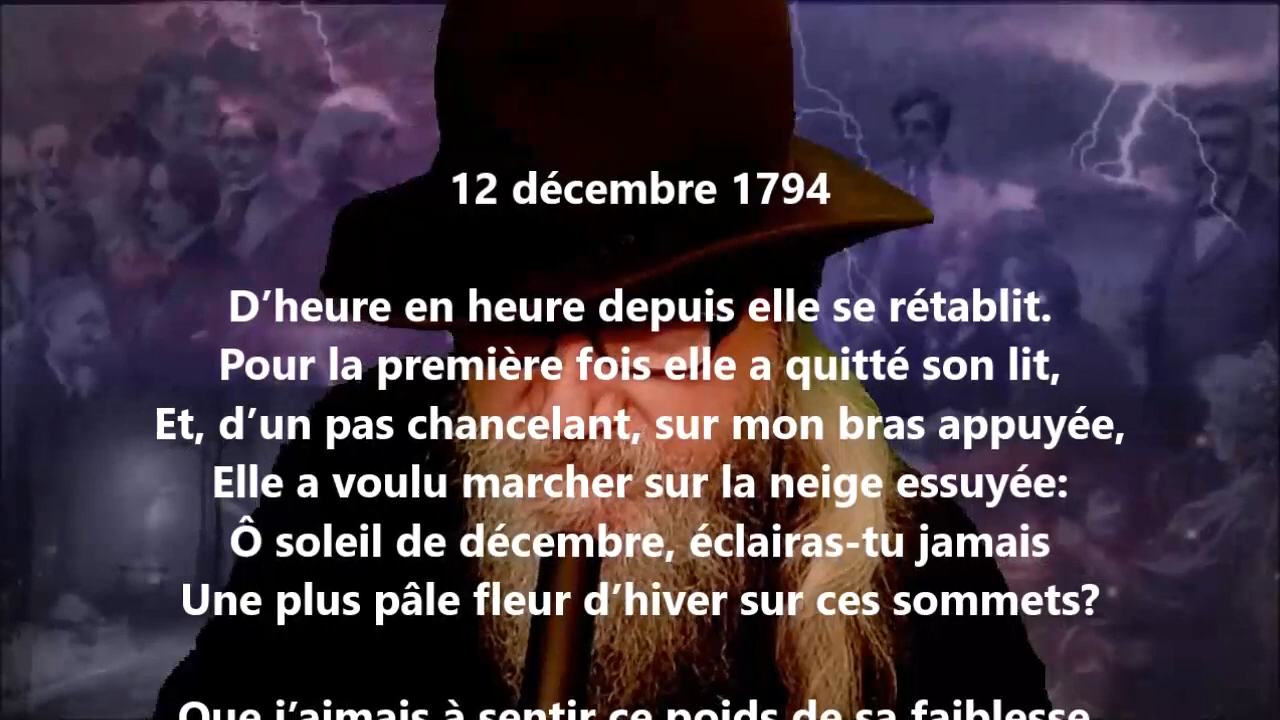 12 décembre 1794
D’heure en heure depuis elle se rétablit.
Pour la première fois elle a quitté son lit,
Et, d’un pas chancelant, sur mon bras appuyée,
Elle a voulu marcher sur la neige essuyée:
Ô soleil de décembre, éclairas-tu jamais
Une plus pâle fleur d’hiver sur ces sommets?
Que j’aimais à sentir ce poids de sa faiblesse